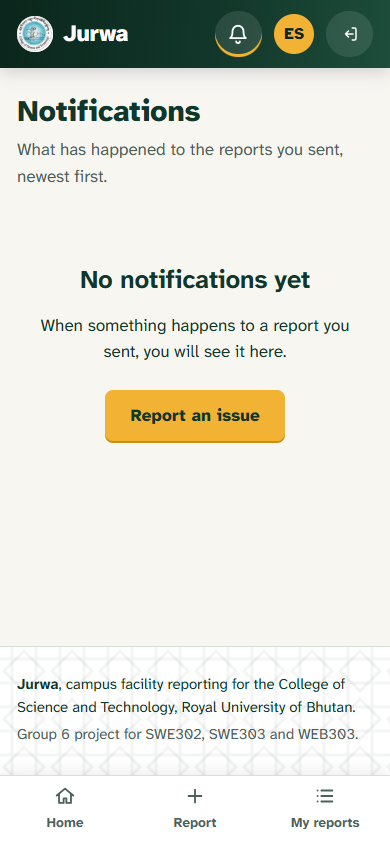 Jurwa
ES
Notifications
What has happened to the reports you sent,
newest first.
No notifications yet
When something happens to a report you
sent, you will see it here.
Report an issue
Jurwa, campus facility reporting for the College of
Science and Technology, Royal University of Bhutan.
Group 6 project for SWE302, SWE303 and WEB303.
Home
Report
My reports